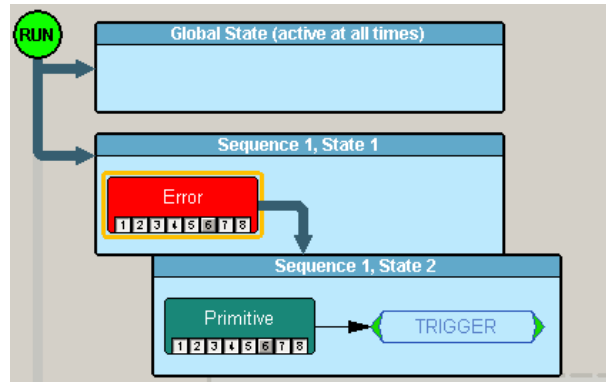 RUN
Global State (active at all times)
Sequence 1, State 1
Error
1 2 3 4 5 6 7 8
Sequence 1, State 2
Primitive
TRIGGER
1 2 3 4 5 6 7 8